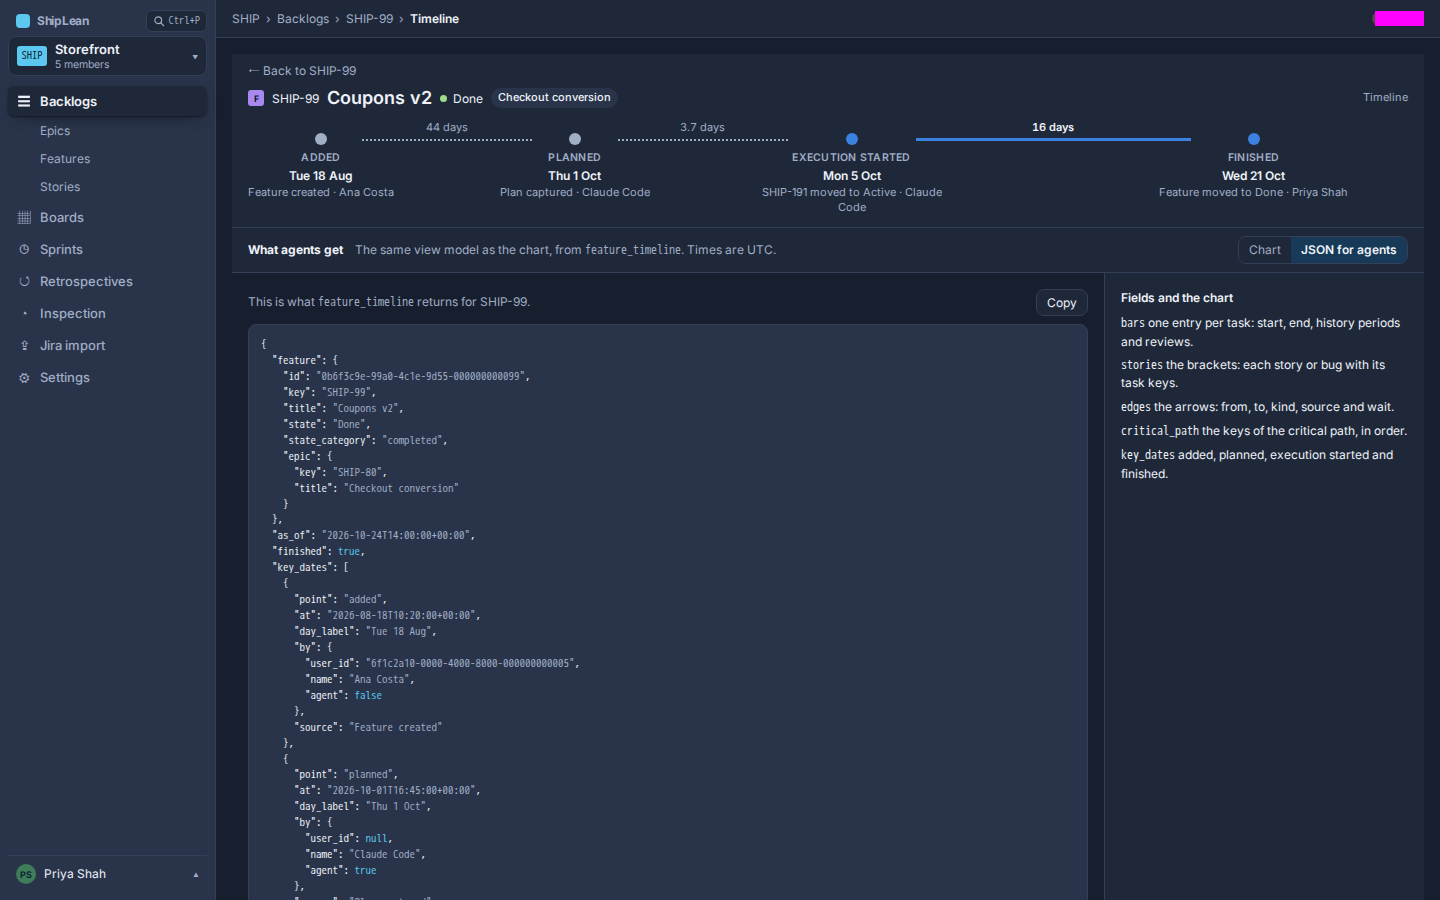 ShipLean
Ctrl+P
SHIP
Storefront
5 members
Backlogs
Epics
Features
Stories
Boards
Sprints
Retrospectives
Inspection
Jira import
Settings
PS
Priya Shah
SHIP › Backlogs › SHIP-99 › Timeline
← Back to SHIP-99
F SHIP-99 Coupons v2 Done Checkout conversion
Timeline
44 days
3.7 days
16 days
ADDED
Tue 18 Aug
Feature created · Ana Costa
PLANNED
Thu 1 Oct
Plan captured · Claude Code
EXECUTION STARTED
Mon 5 Oct
SHIP-191 moved to Active · Claude
Code
FINISHED
Wed 21 Oct
Feature moved to Done · Priya Shah
What agents get The same view model as the chart, from feature_timeline. Times are UTC.
Chart
JSON for agents
This is what feature_timeline returns for SHIP-99.
Copy
{
"feature": {
"id": "0b6f3c9e-99a0-4c1e-9d55-000000000099",
"key": "SHIP-99",
"title": "Coupons v2",
"state": "Done",
"state_category": "completed",
"epic": {
"key": "SHIP-80",
"title": "Checkout conversion"
}
},
"as_of": "2026-10-24T14:00:00+00:00",
"finished": true,
"key_dates": [
{
"point": "added",
"at": "2026-08-18T10:20:00+00:00",
"day_label": "Tue 18 Aug",
"by": {
"user_id": "6f1c2a10-0000-4000-8000-000000000005",
"name": "Ana Costa",
"agent": false
},
"source": "Feature created"
},
{
"point": "planned",
"at": "2026-10-01T16:45:00+00:00",
"day_label": "Thu 1 Oct",
"by": {
"user_id": null,
"name": "Claude Code",
"agent": true
},
Fields and the chart
bars one entry per task: start, end, history periods
and reviews.
stories the brackets: each story or bug with its
task keys.
edges the arrows: from, to, kind, source and wait.
critical_path the keys of the critical path, in order.
key_dates added, planned, execution started and
finished.